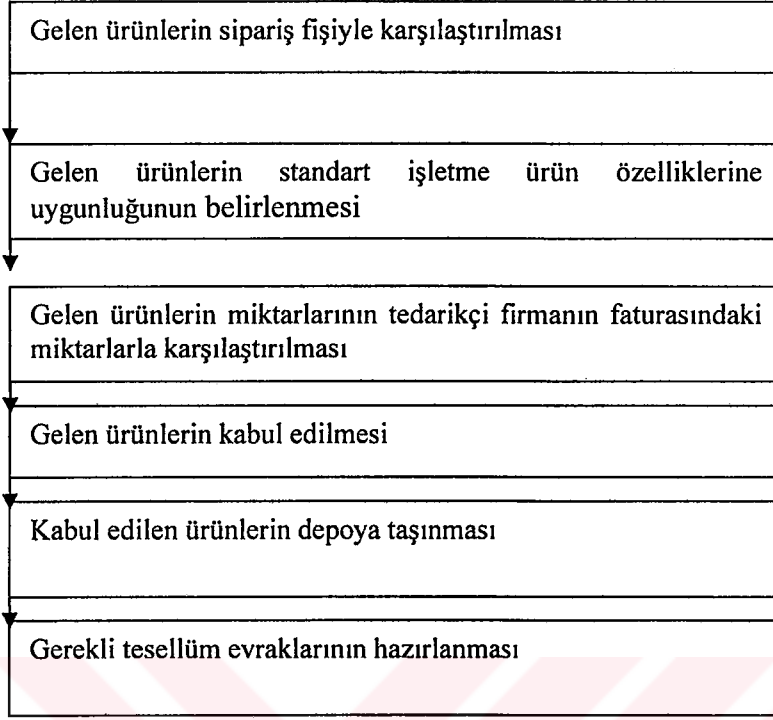 Gelen ürünlerin sipariş fişiyle karşılaştırılması
Gelen ürünlerin standart işletme ürün özelliklerine
uygunluğunun belirlenmesi
Gelen ürünlerin miktarlarının tedarikçi firmanın faturasındaki
miktarlarla karşılaştırılması
Gelen ürünlerin kabul edilmesi
Kabul edilen ürünlerin depoya taşınması
Gerekli tesellüm evraklarının hazırlanması